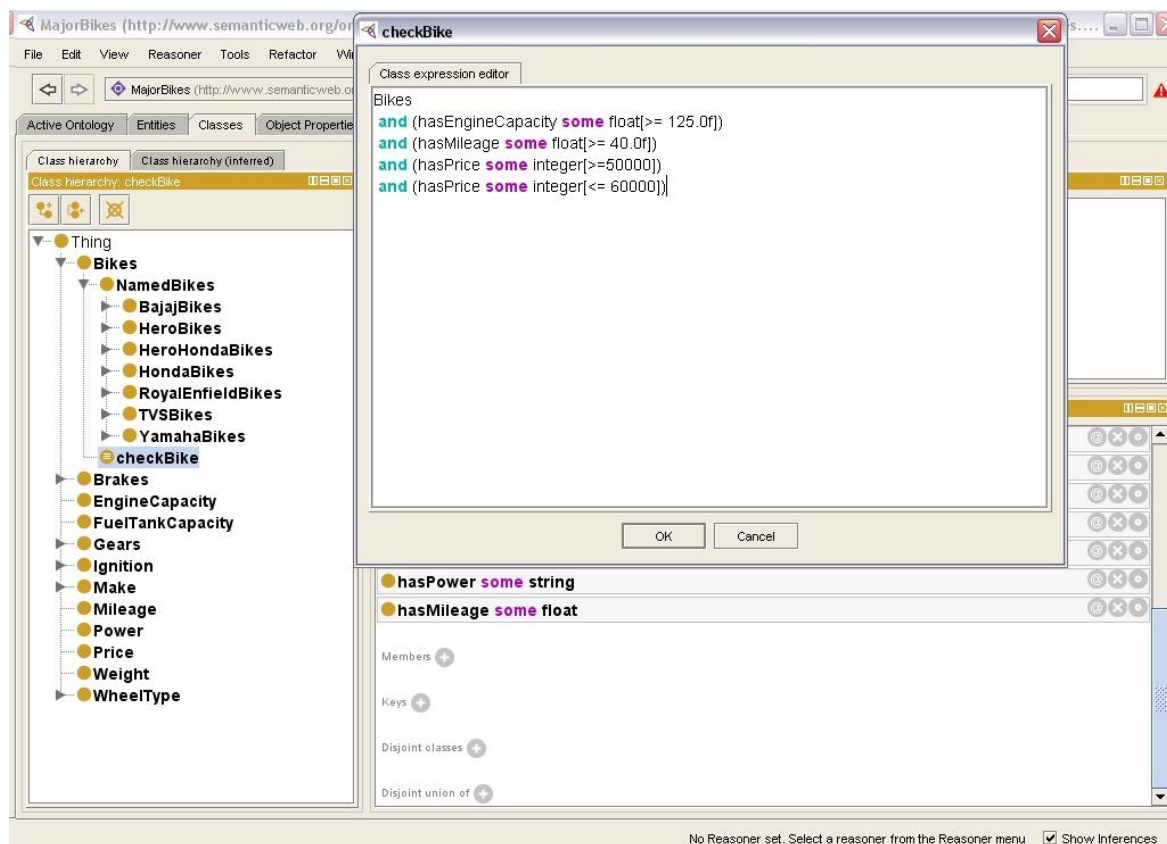 MajorBikes (http://www.semanticweb.org/or
s....
checkBike
File Edit View Reasoner Tools Refactor
MajorBikes (http://www.semanticweb.o
Active Ontology Entities Classes Object Propertie
Class hierarchy Class hierarchy (inferred)
Class hierarchy: checkBike
Thing
Bikes
NamedBikes
BajajBikes
HeroBikes
HeroHondaBikes
HondaBikes
RoyalEnfieldBikes
TVSBikes
YamahaBikes
checkBike
Brakes
EngineCapacity
FuelTankCapacity
Gears
Ignition
Make
Mileage
Power
Price
Weight
WheelType
Class expression editor
Bikes
and (hasEngineCapacity some float[>= 125.0f])
and (hasMileage some float[>= 40.0f])
and (hasPrice some integer[>=50000])
and (hasPrice some integer[<= 60000])
OK Cancel
hasPower some string
hasMileage some float
Members
Keys
Disjoint classes
Disjoint union of
No Reasoner set. Select a reasoner from the Reasoner menu Show Inferences